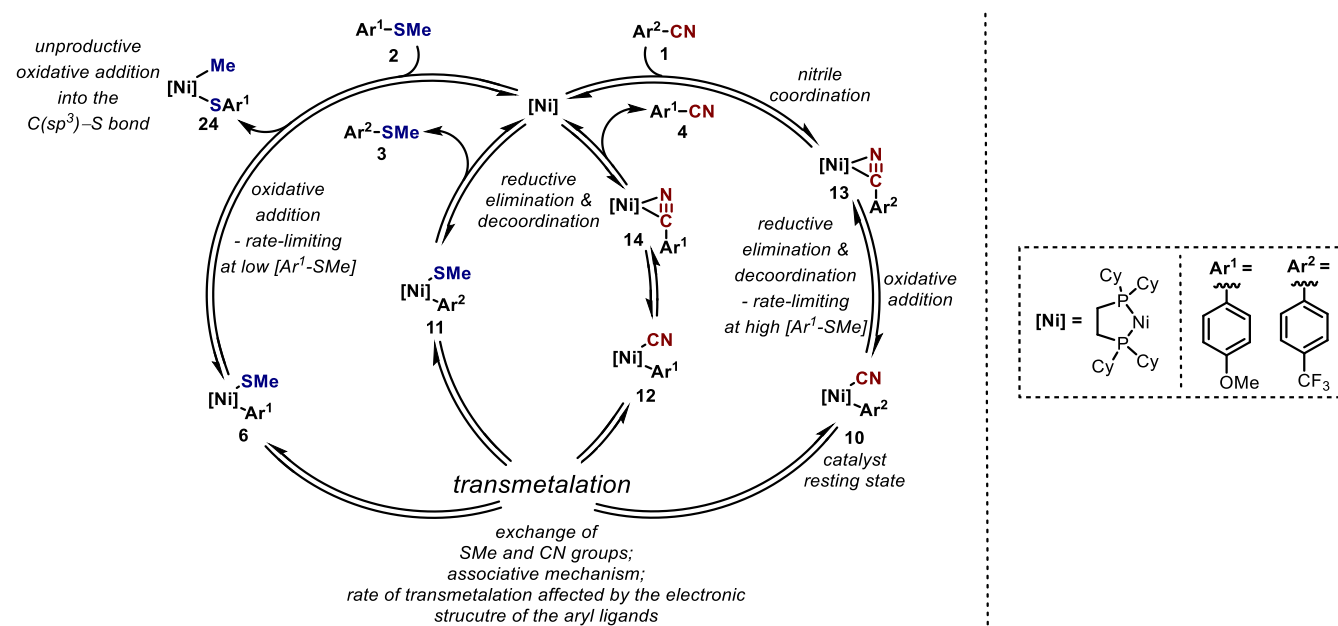 unproductive
oxidative addition
into the
C(sp³)–S bond
[Ni]
Me
SAr¹
24
Ar¹–SMe
2
Ar²–CN
1
nitrile
coordination
[Ni]
Ar²–SMe
3
Ar¹–CN
4
[Ni]
N
C
Ar²
13
oxidative
addition
- rate-limiting
at low [Ar¹-SMe]
reductive
elimination &
decoordination
[Ni]
N
C
Ar¹
14
reductive
elimination &
decoordination
- rate-limiting
at high [Ar¹-SMe]
oxidative
addition
[Ni]
SMe
Ar²
11
[Ni]
CN
Ar¹
12
[Ni]
SMe
Ar¹
6
[Ni]
CN
Ar²
10
catalyst
resting state
transmetalation
exchange of
SMe and CN groups;
associative mechanism;
rate of transmetalation affected by the electronic
strucutre of the aryl ligands
[Ni] =
Cy
P
Cy
Ni
P
Cy
Cy
Ar¹ =
OMe
Ar² =
CF₃